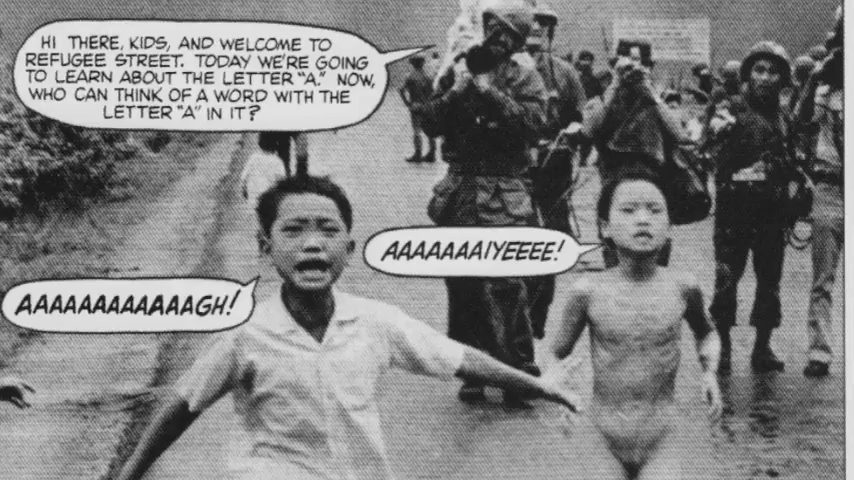 HI THERE, KIDS, AND WELCOME TO
REFUGEE STREET. TODAY WE'RE GOING
TO LEARN ABOUT THE LETTER "A." NOW,
WHO CAN THINK OF A WORD WITH THE
LETTER "A" IN IT?
AAAAAAAIYEEEE!
AAAAAAAAAAAAAGH!